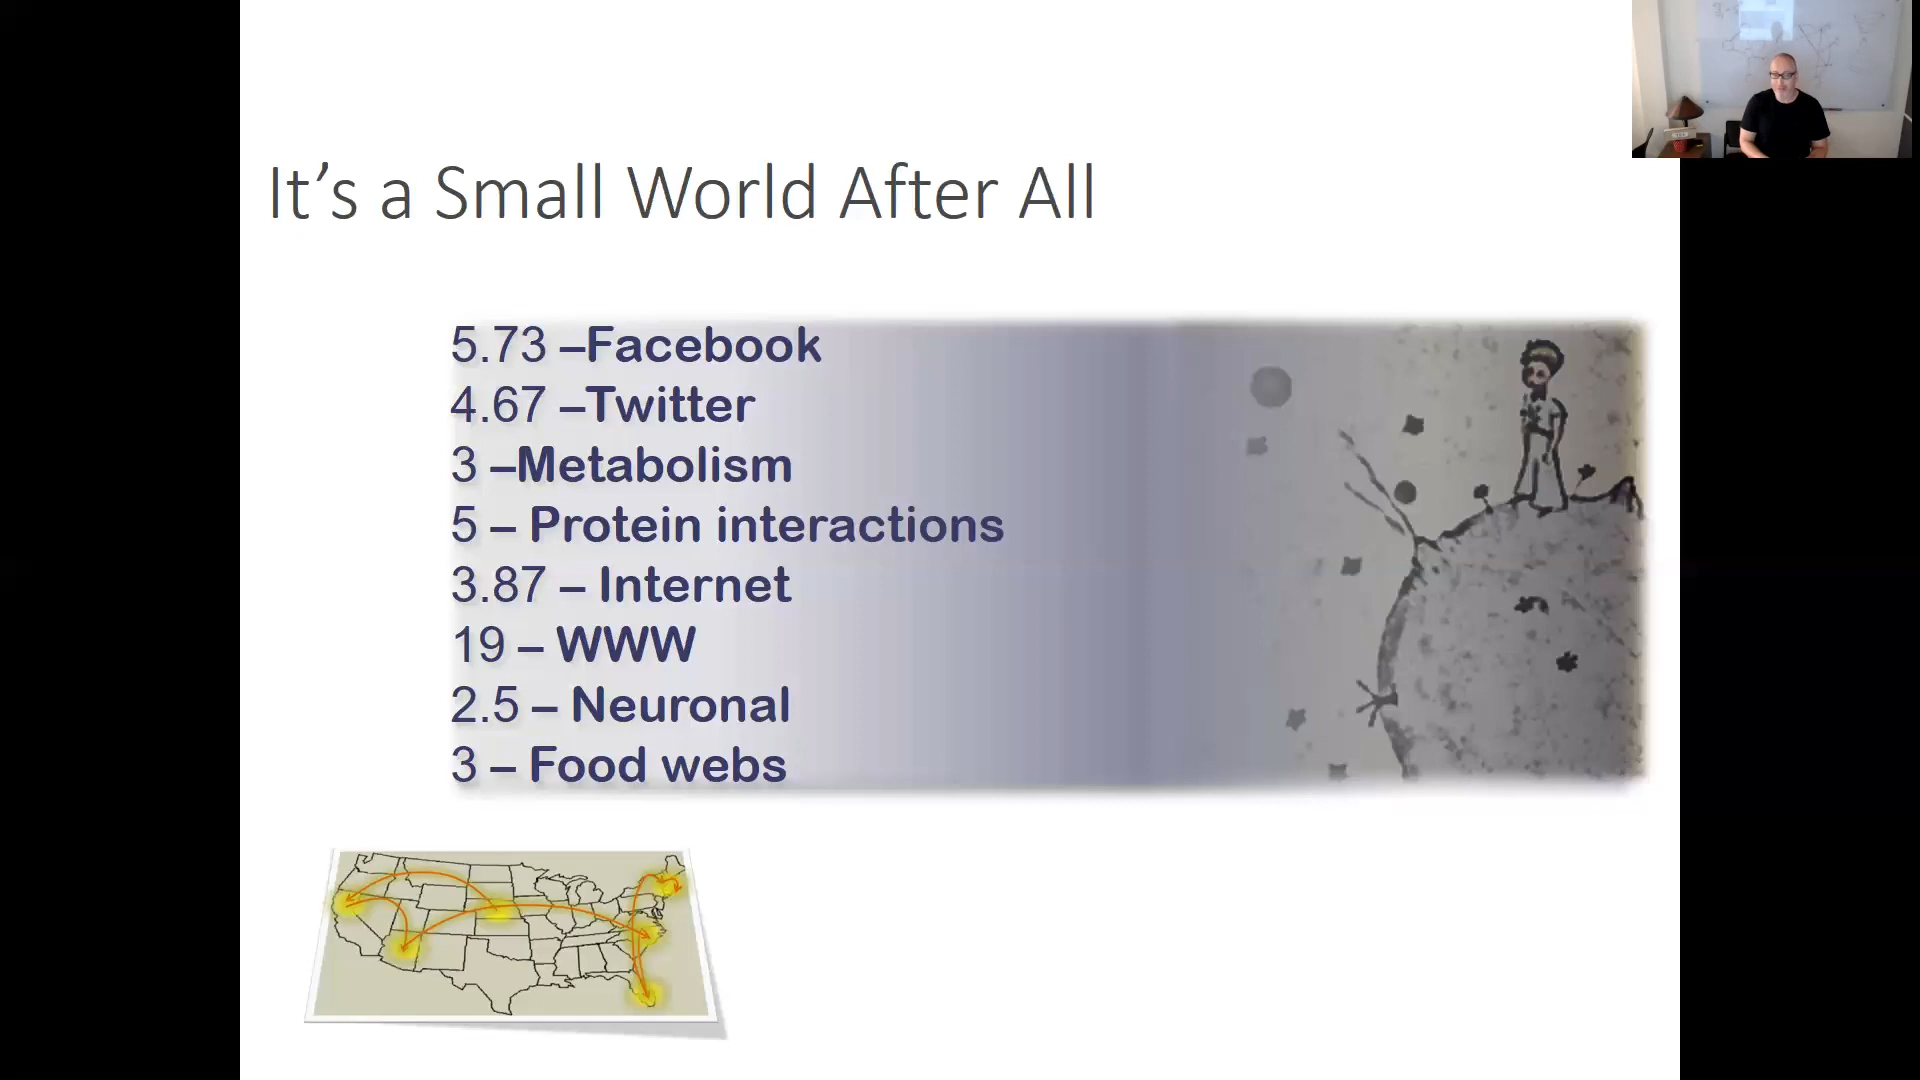 It’s a Small World After All
5.73 –Facebook
4.67 –Twitter
3 –Metabolism
5 – Protein interactions
3.87 – Internet
19 – WWW
2.5 – Neuronal
3 – Food webs